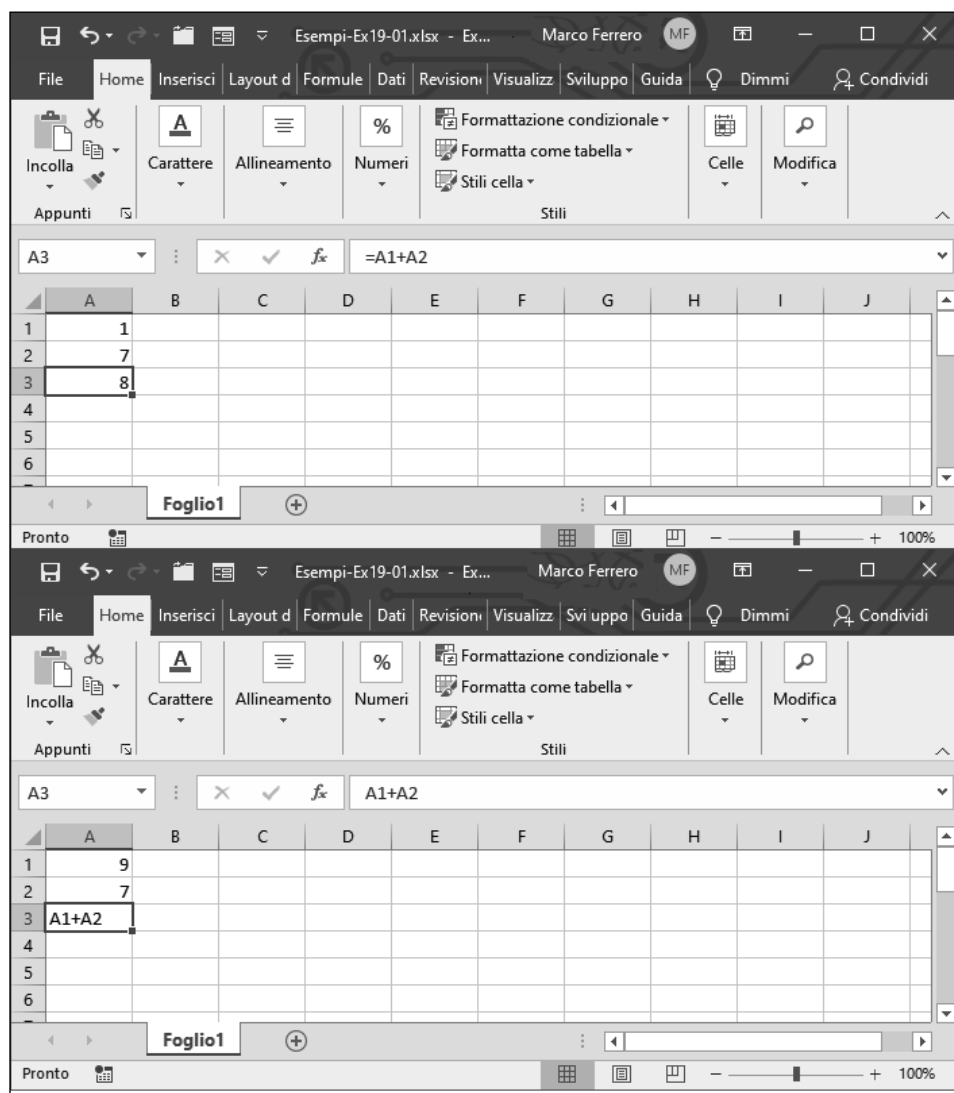 Esempi-Ex19-01.xlsx - Ex... Marco Ferrero MF
File Home Inserisci Layout d Formule Dati Revision Visualizz Sviluppo Guida Dimmi Condividi
Incolla
Carattere
Allineamento
%
Numeri
Formattazione condizionale
Formatta come tabella
Stili cella
Celle
Modifica
Appunti Stili
A3 fx =A1+A2
A B C D E F G H I J
1 1
2 7
3 8
4
5
6
Foglio1
Pronto 100%
Esempi-Ex19-01.xlsx - Ex... Marco Ferrero MF
File Home Inserisci Layout d Formule Dati Revision Visualizz Svi uppo Guida Dimmi Condividi
Incolla
Carattere
Allineamento
%
Numeri
Formattazione condizionale
Formatta come tabella
Stili cella
Celle
Modifica
Appunti Stili
A3 fx A1+A2
A B C D E F G H I J
1 9
2 7
3 A1+A2
4
5
6
Foglio1
Pronto 100%